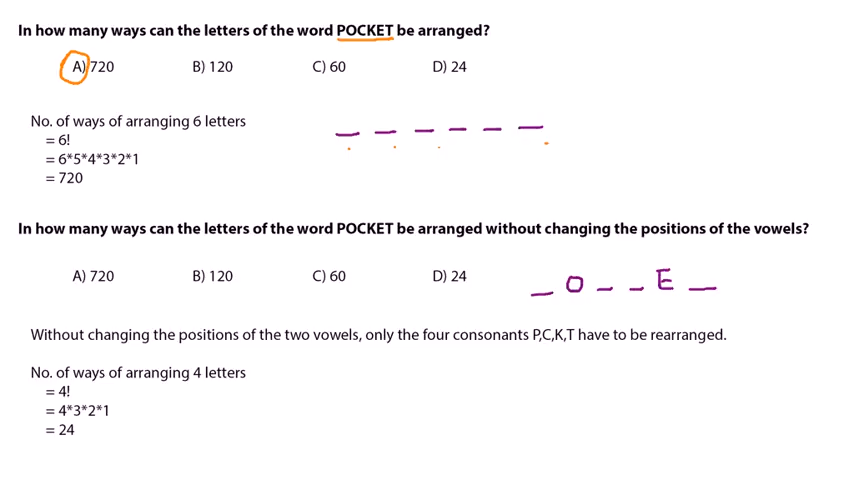 In how many ways can the letters of the word POCKET be arranged?
A) 720 B) 120 C) 60 D) 24
No. of ways of arranging 6 letters
= 6!
= 6*5*4*3*2*1
= 720
In how many ways can the letters of the word POCKET be arranged without changing the positions of the vowels?
A) 720 B) 120 C) 60 D) 24
_ O _ _ E _
Without changing the positions of the two vowels, only the four consonants P,C,K,T have to be rearranged.
No. of ways of arranging 4 letters
= 4!
= 4*3*2*1
= 24